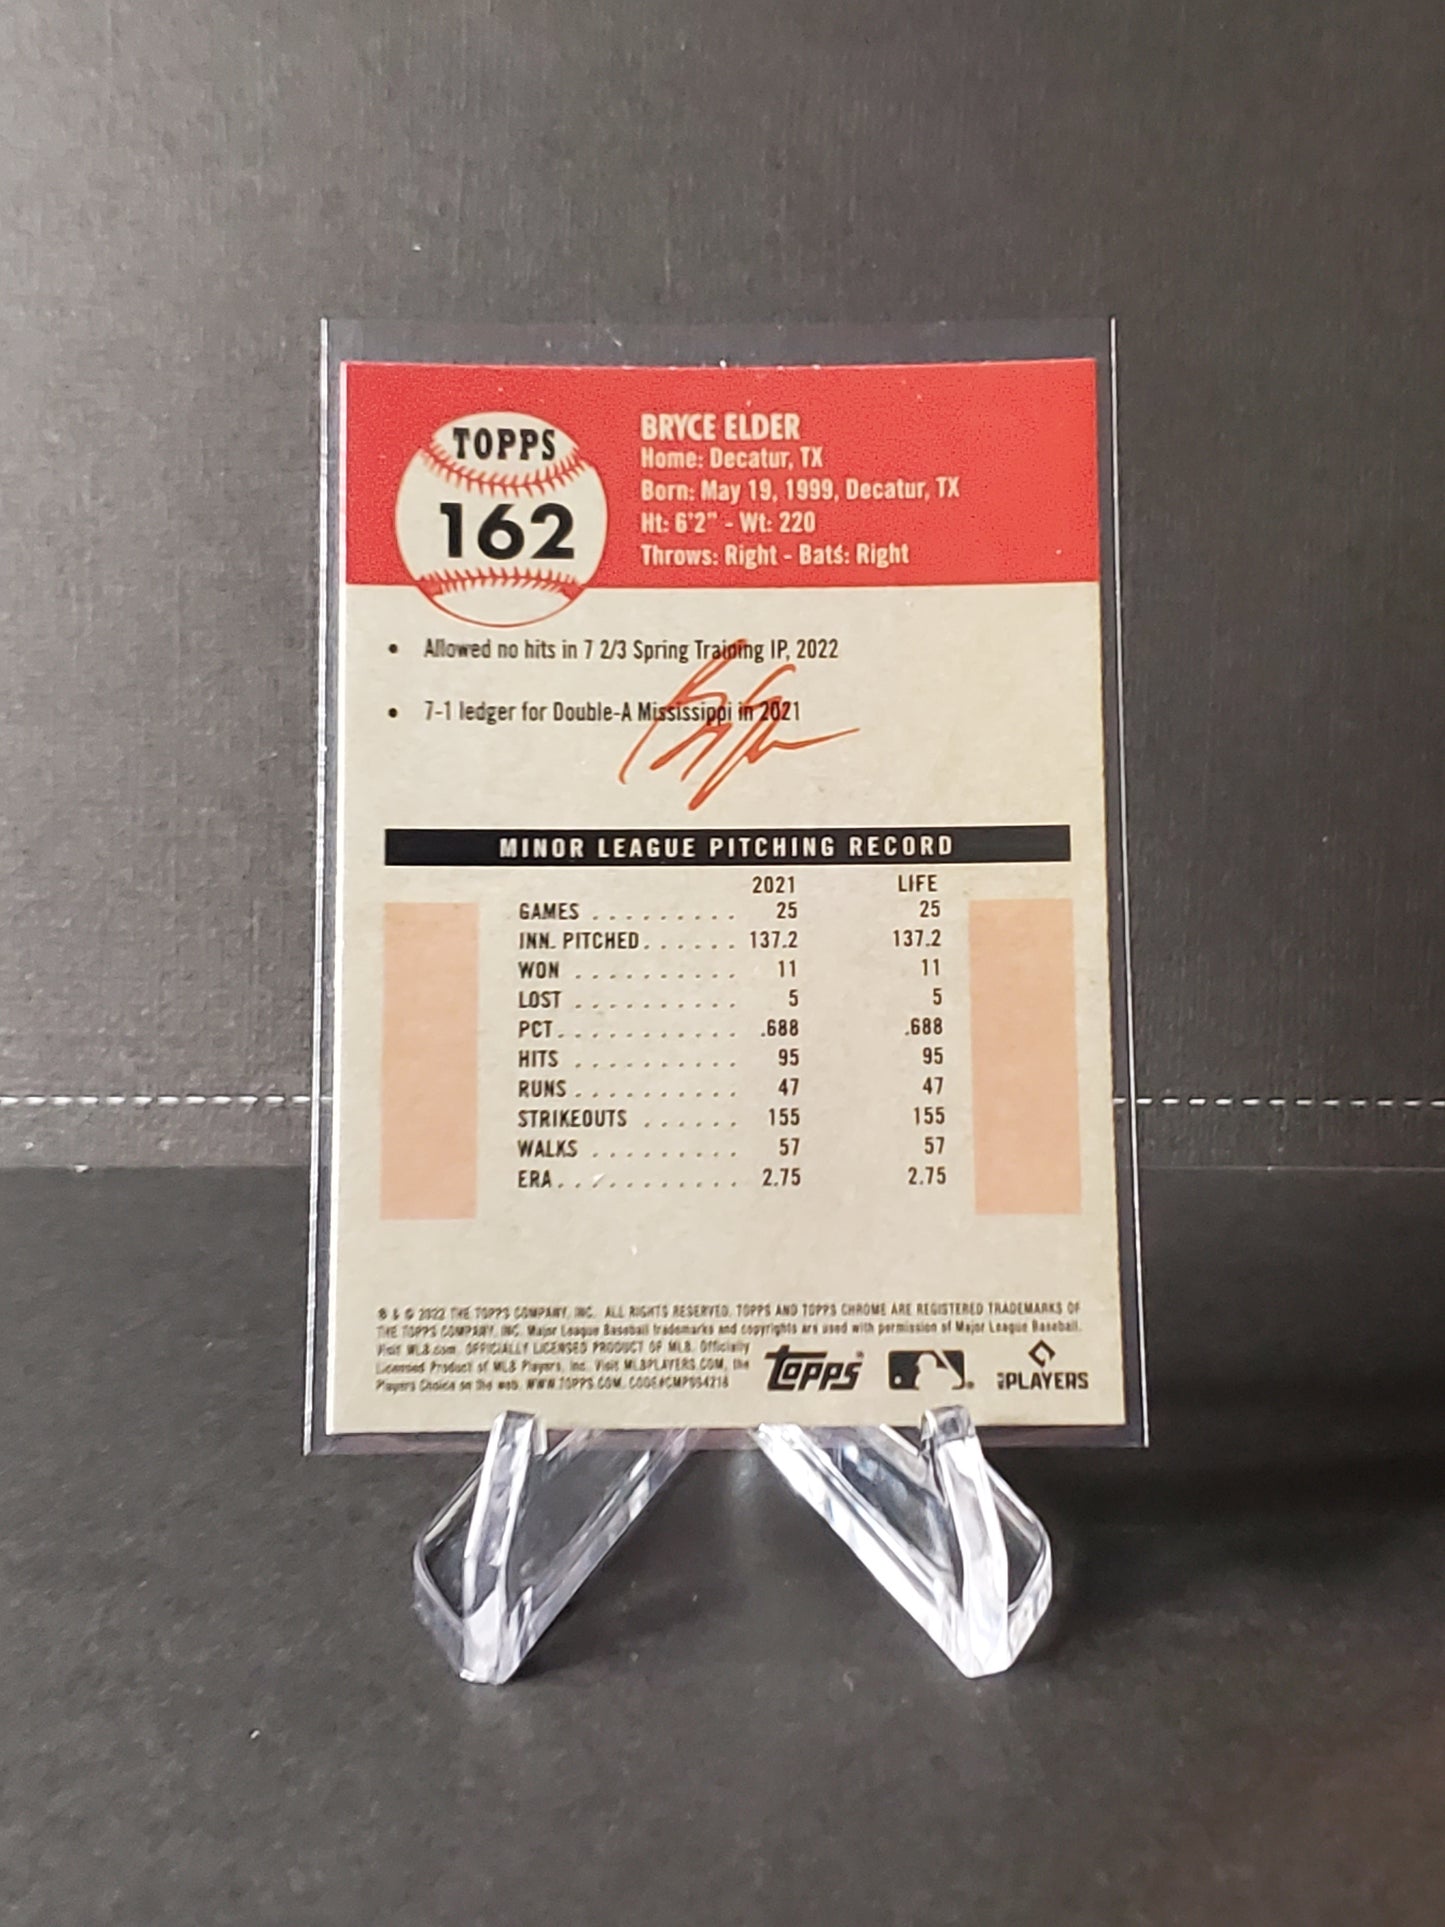 TOPPS
162
BRYCE ELDER
Home: Decatur, TX
Born: May 19, 1999, Decatur, TX
Ht: 6'2" - Wt: 220
Throws: Right - Bats: Right
• Allowed no hits in 7 2/3 Spring Training IP, 2022
• 7-1 ledger for Double-A Mississippi in 2021
MINOR LEAGUE PITCHING RECORD
2021 LIFE
GAMES . . . . . . . . . 25 25
INN. PITCHED. . . . . . 137.2 137.2
WON . . . . . . . . . . 11 11
LOST . . . . . . . . . . 5 5
PCT. . . . . . . . . . . .688 .688
HITS . . . . . . . . . . 95 95
RUNS . . . . . . . . . . 47 47
STRIKEOUTS . . . . . . 155 155
WALKS . . . . . . . . . 57 57
ERA. . . . . . . . . . . 2.75 2.75
® & © 2022 THE TOPPS COMPANY, INC. ALL RIGHTS RESERVED. TOPPS AND TOPPS CHROME ARE REGISTERED TRADEMARKS OF
THE TOPPS COMPANY, INC. Major League Baseball trademarks and copyrights are used with permission of Major League Baseball.
Visit MLB.com. OFFICIALLY LICENSED PRODUCT OF MLB. Officially
Licensed Product of MLB Players, Inc. Visit MLBPLAYERS.COM, the
Players Choice on the web. WWW.TOPPS.COM. CODE#CMP094218
topps®
PLAYERS